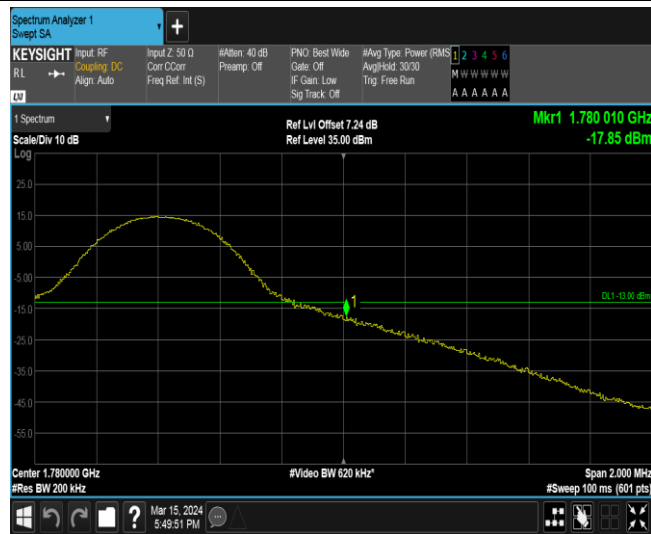 Spectrum Analyzer 1
Swept SA
+
KEYSIGHT
RL
Input: RF
Coupling: DC
Align: Auto
Input Z: 50 Ω
Corr CCorr
Freq Ref: Int (S)
#Atten: 40 dB
Preamp: Off
PNO: Best Wide
Gate: Off
IF Gain: Low
Sig Track: Off
#Avg Type: Power (RMS
Avg|Hold: 30/30
Trig: Free Run
1 2 3 4 5 6
M W W W W W
A A A A A A
LXI
1 Spectrum
Scale/Div 10 dB
Log
Ref Lvl Offset 7.24 dB
Ref Level 35.00 dBm
Mkr1 1.780 010 GHz
-17.85 dBm
25.0
15.0
5.00
-5.00
-15.0
-25.0
-35.0
-45.0
-55.0
1
DL1 -13.00 dBm
Center 1.780000 GHz
#Res BW 200 kHz
#Video BW 620 kHz*
Span 2.000 MHz
#Sweep 100 ms (601 pts)
?
Mar 15, 2024
5:49:51 PM